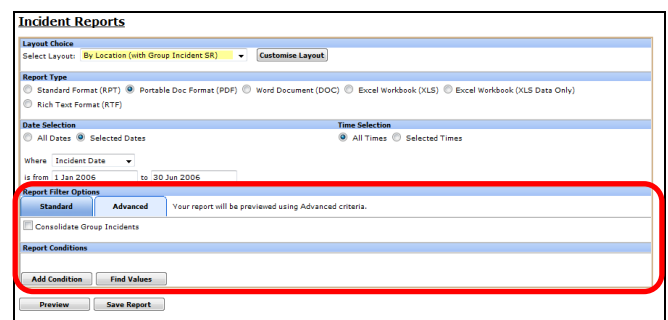 Incident Reports
Layout Choice
Select Layout: By Location (with Group Incident SR) Customise Layout
Report Type
Standard Format (RPT) Portable Doc Format (PDF) Word Document (DOC) Excel Workbook (XLS) Excel Workbook (XLS Data Only)
Rich Text Format (RTF)
Date Selection Time Selection
All Dates Selected Dates All Times Selected Times
Where Incident Date
is from 1 Jan 2006 to 30 Jun 2006
Report Filter Options
Standard Advanced Your report will be previewed using Advanced criteria.
Consolidate Group Incidents
Report Conditions
Add Condition Find Values
Preview Save Report